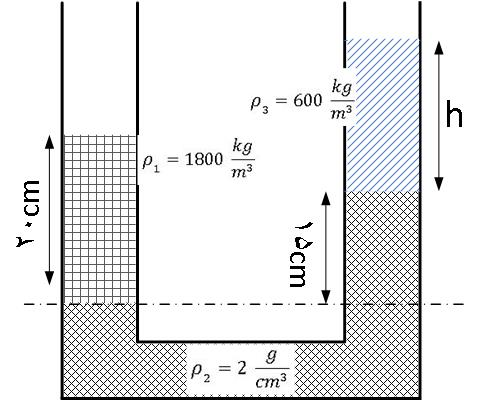 ρ₃ = 600 kg/m³
h
ρ₁ = 1800 kg/m³
۲۰cm
۱۵cm
ρ₂ = 2 g/cm³